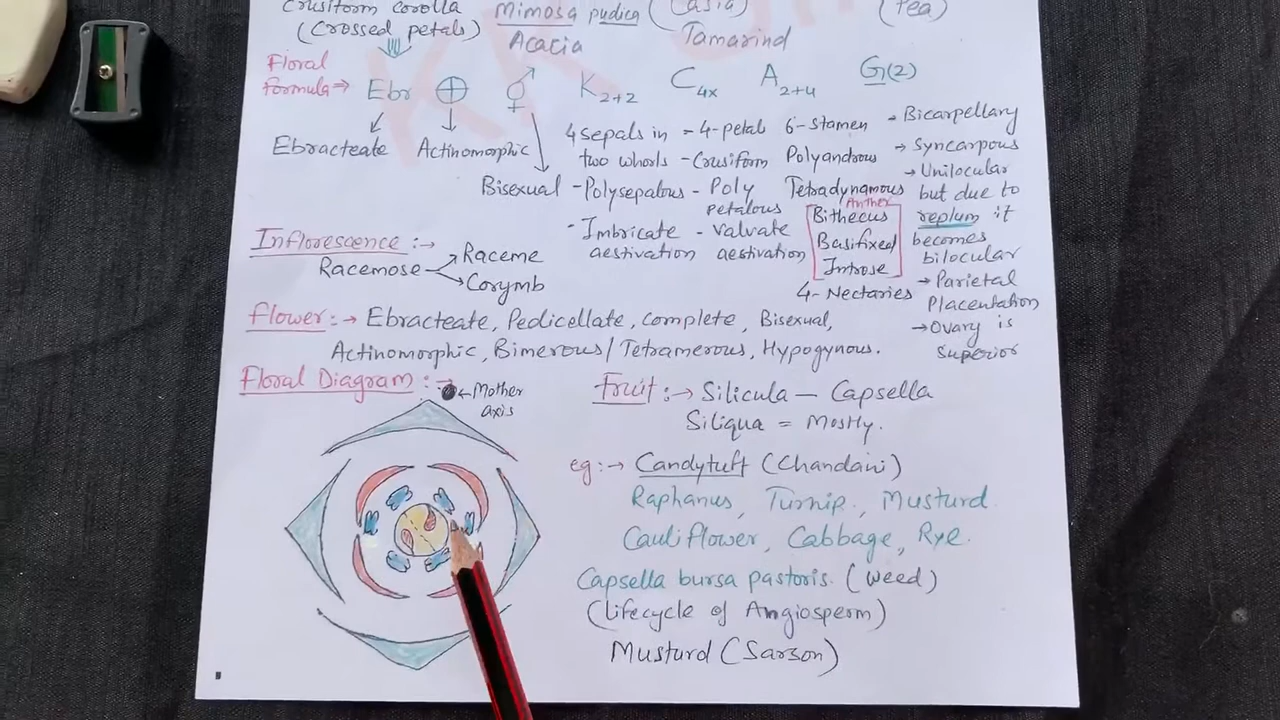 Crusiform corolla
(Crossed petals)
Mimosa pudica (
Acacia
(Casia)
Tamarind
(Pea)
Floral formula→ Ebr ⊕ ⚥ K2+2 C4x A2+4 G(2)
Ebracteate
Actinomorphic
Bisexual
4 sepals in
two whorls
-Polysepalous
- Imbricate
aestivation
= 4-petal
-Crusiform
- Poly
petalous
- valvate
aestivation
6-stamen
Polyandrous
Tetradynamous
Anther
Bithecus
Basifixed
Introse
4-Nectaries
→ Bicarpellary
→ Syncarpous
→ Unilocular
but due to
replum it
becomes
bilocular
→ Parietal
Placentation
→Ovary is
superior
Inflorescence :→
Racemose
Raceme
Corymb
flower:→ Ebracteate, Pedicellate, complete, Bisexual,
Actinomorphic, Bimerous/Tetramerous, Hypogynous.
Floral Diagram :→
←Mother
axis
Fruit:→ Silicula — Capsella
Siliqua = Mostly.
eg:→ Candytuft (Chandani)
Raphanus, Turnip, Musturd
Cauliflower, Cabbage, Rye.
Capsella bursa pastoris. (weed)
(lifecycle of Angiosperm)
Musturd (Sarson)